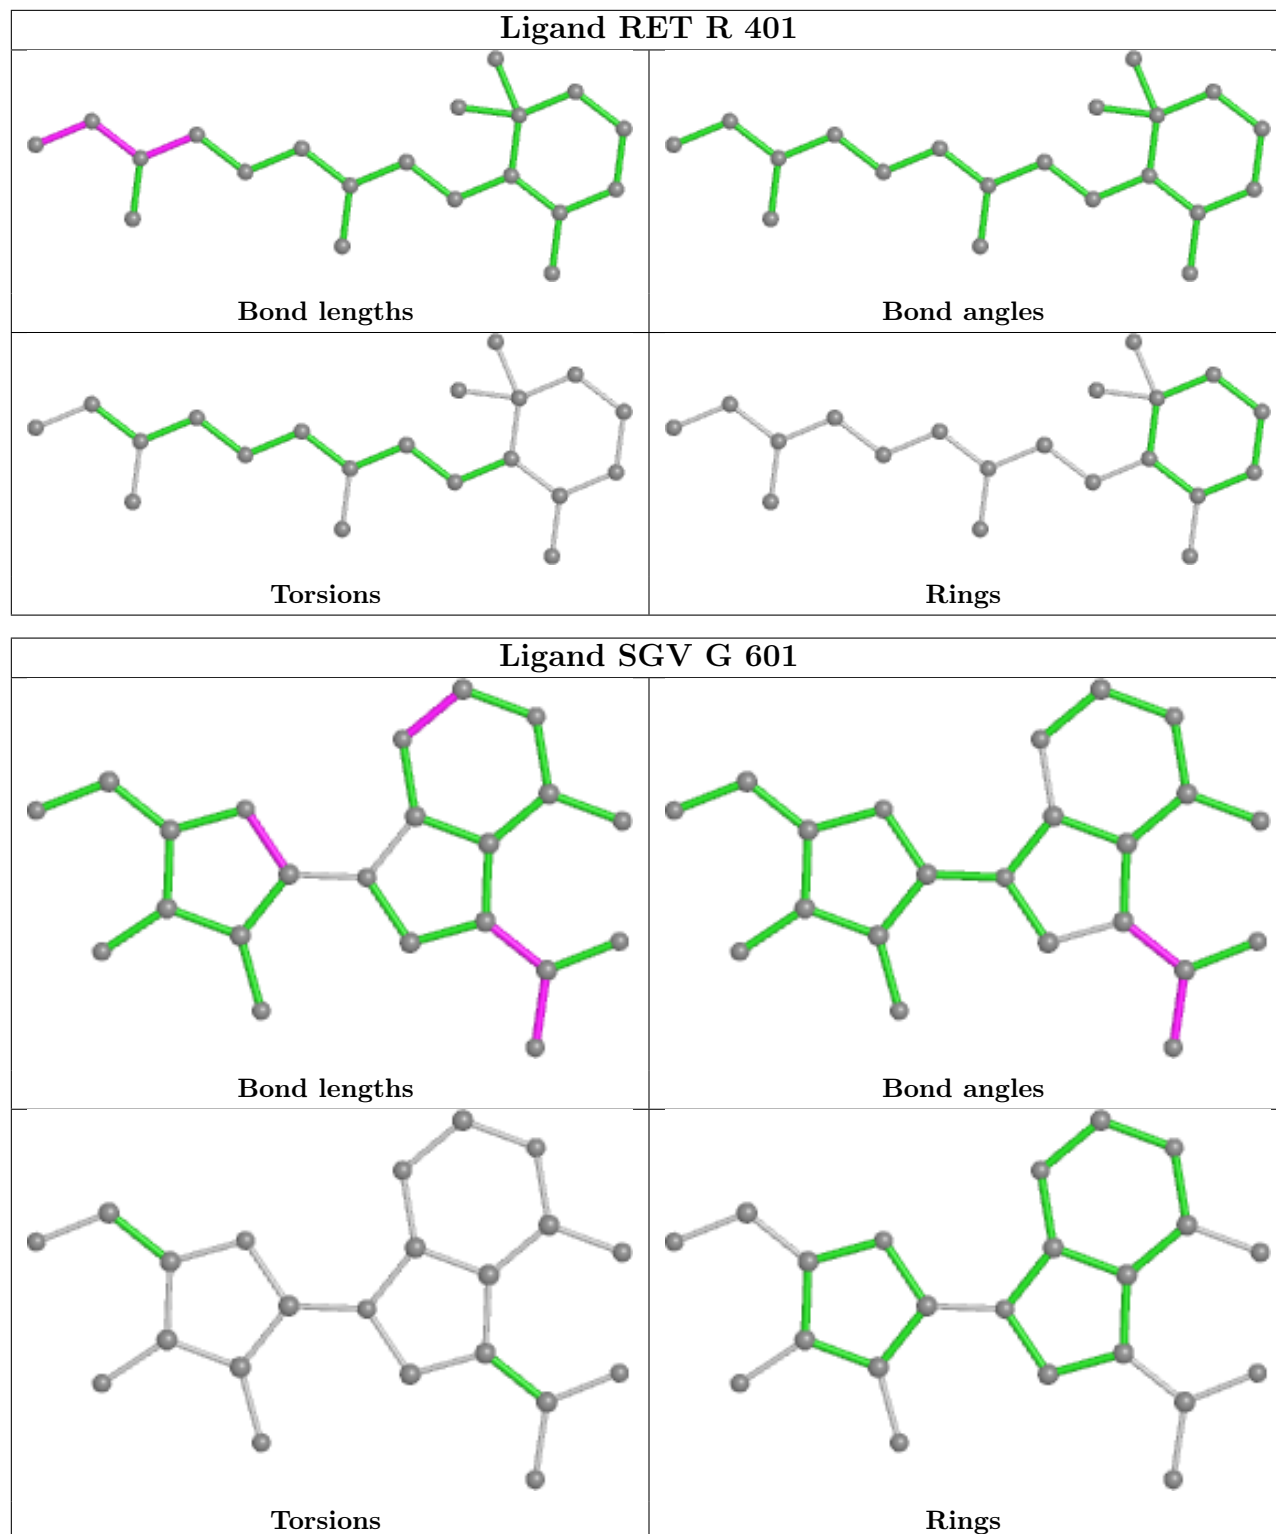 Ligand RET R 401
Bond lengths
Bond angles
Torsions
Rings
Ligand SGV G 601
Bond lengths
Bond angles
Torsions
Rings